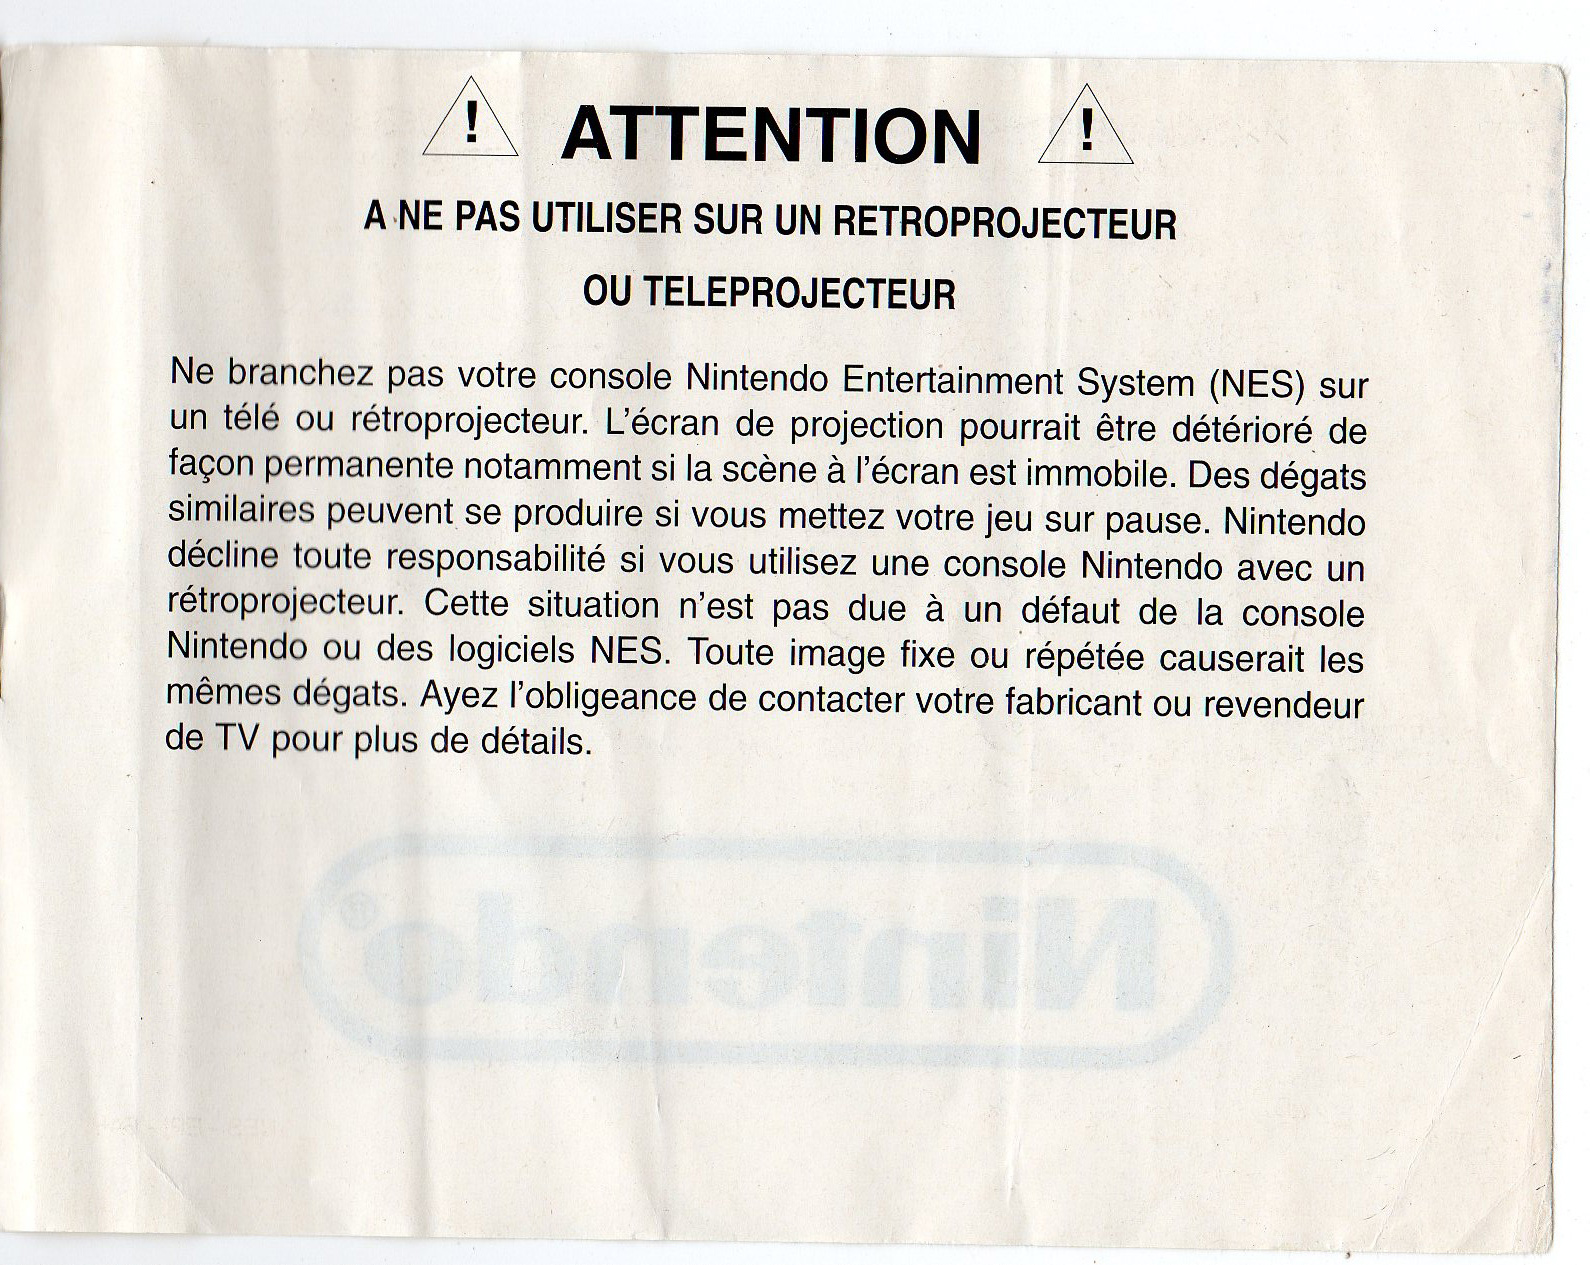 ! ATTENTION !
A NE PAS UTILISER SUR UN RETROPROJECTEUR
OU TELEPROJECTEUR
Ne branchez pas votre console Nintendo Entertainment System (NES) sur
un télé ou rétroprojecteur. L'écran de projection pourrait être détérioré de
façon permanente notamment si la scène à l'écran est immobile. Des dégats
similaires peuvent se produire si vous mettez votre jeu sur pause. Nintendo
décline toute responsabilité si vous utilisez une console Nintendo avec un
rétroprojecteur. Cette situation n'est pas due à un défaut de la console
Nintendo ou des logiciels NES. Toute image fixe ou répétée causerait les
mêmes dégats. Ayez l'obligeance de contacter votre fabricant ou revendeur
de TV pour plus de détails.
Nintendo®